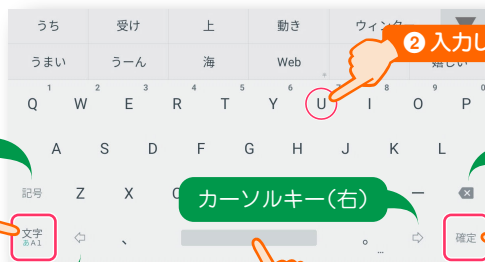 うち 受け 上 動き ウィンク
❷ 入力し
うまい うーん 海 Web 嬉しい
1 2 3 4 5 6 7 8 9 0
Q W E R T Y U I O P
A S D F G H J K L
記号 Z X
カーソルキー(右)
文字 、 。 確定
あA1